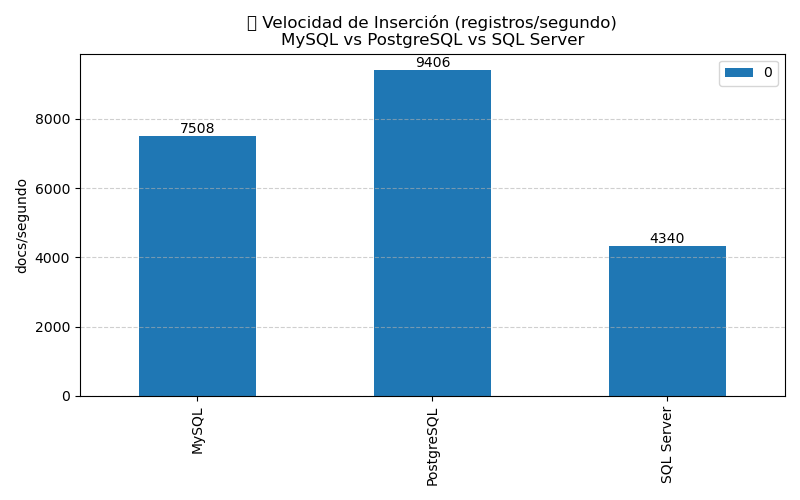 Velocidad de Inserción (registros/segundo)
MySQL vs PostgreSQL vs SQL Server
0
9406
7508
4340
docs/segundo
8000
6000
4000
2000
0
MySQL
PostgreSQL
SQL Server